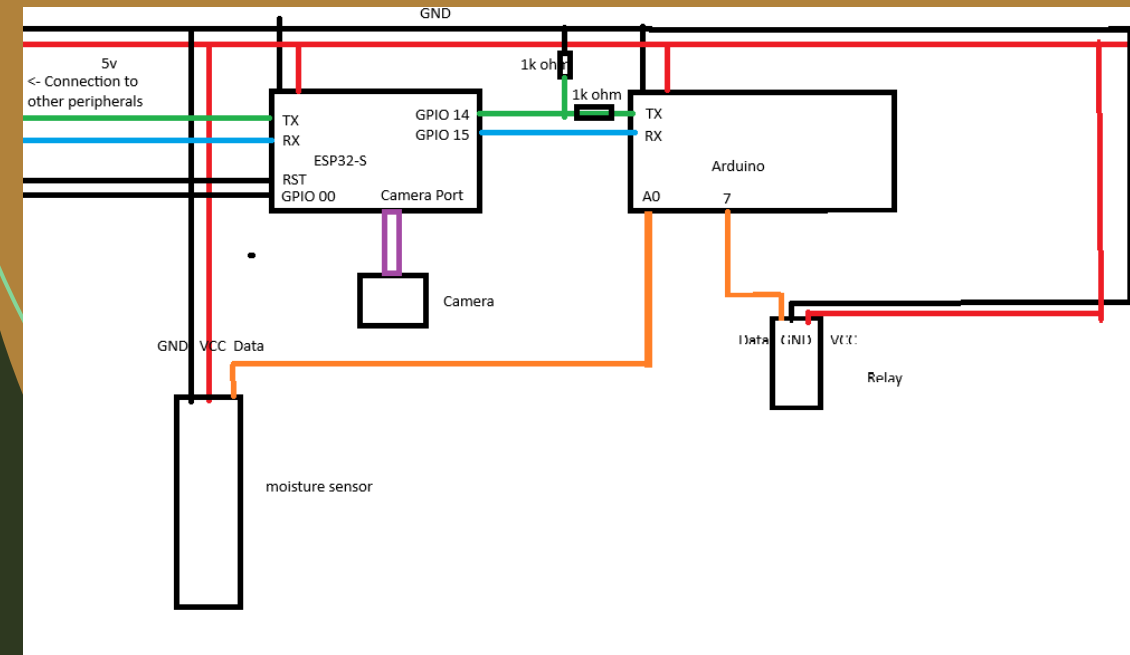 GND
5v
<- Connection to
other peripherals
1k ohm
1k ohm
TX
RX
ESP32-S
RST
GPIO 00
GPIO 14
GPIO 15
Camera Port
TX
RX
Arduino
A0
7
Camera
GND VCC Data
Data GND VCC
Relay
moisture sensor